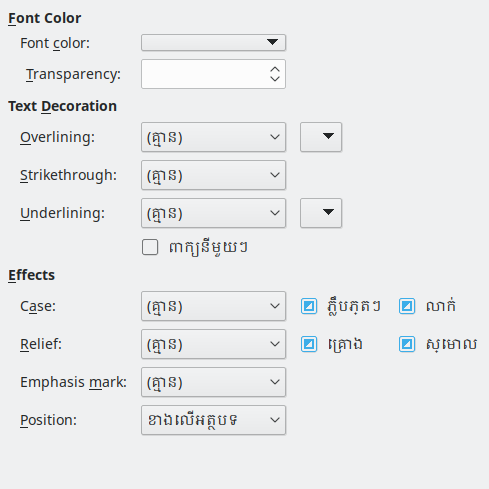 Font Color
Font color:
Transparency:
Text Decoration
Overlining: (គ្មាន)
Strikethrough: (គ្មាន)
Underlining: (គ្មាន)
ពាក្យនីមួយៗ
Effects
Case: (គ្មាន) ភ្លឹបភ្លេតៗ លាក់
Relief: (គ្មាន) គ្រោង ស្រមោល
Emphasis mark: (គ្មាន)
Position: ខាងលើអត្ថបទ